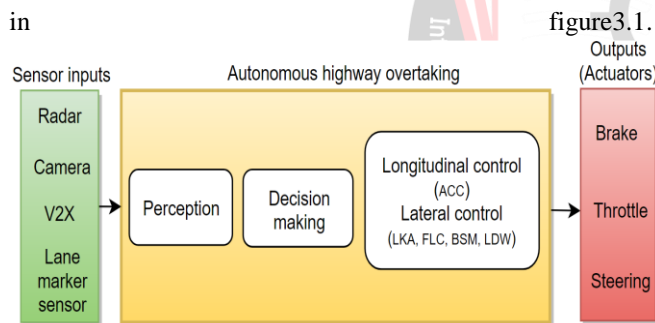 in figure3.1.
Sensor inputs
Autonomous highway overtaking
Outputs
(Actuators)
Radar
Camera
V2X
Lane
marker
sensor
Perception
Decision
making
Longitudinal control
(ACC)
Lateral control
(LKA, FLC, BSM, LDW)
Brake
Throttle
Steering